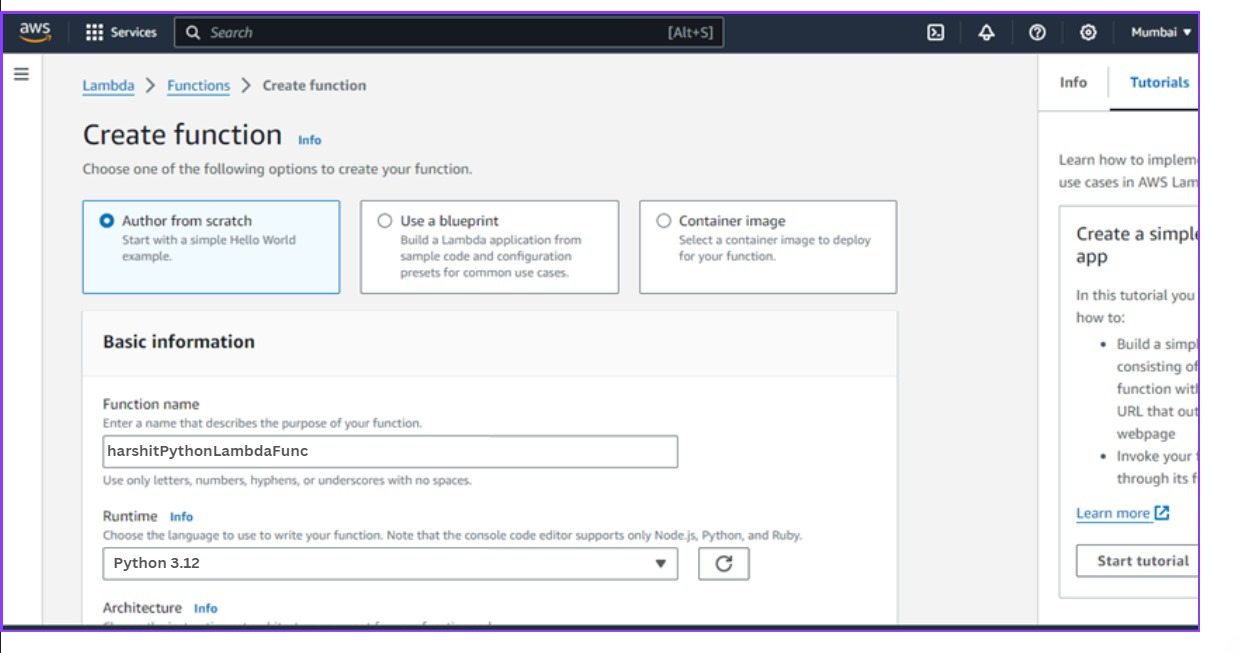 aws
Services
Search
[Alt+S]
Mumbai
Lambda > Functions > Create function
Create function Info
Choose one of the following options to create your function.
Author from scratch
Start with a simple Hello World
example.
Use a blueprint
Build a Lambda application from
sample code and configuration
presets for common use cases.
Container image
Select a container image to deploy
for your function.
Basic information
Function name
Enter a name that describes the purpose of your function.
harshitPythonLambdaFunc
Use only letters, numbers, hyphens, or underscores with no spaces.
Runtime Info
Choose the language to use to write your function. Note that the console code editor supports only Node.js, Python, and Ruby.
Python 3.12
Architecture Info
Info
Tutorials
Learn how to implem
use cases in AWS Lam
Create a simple
app
In this tutorial you
how to:
• Build a simpl
consisting of
function with
URL that out
webpage
• Invoke your
through its f
Learn more
Start tutorial